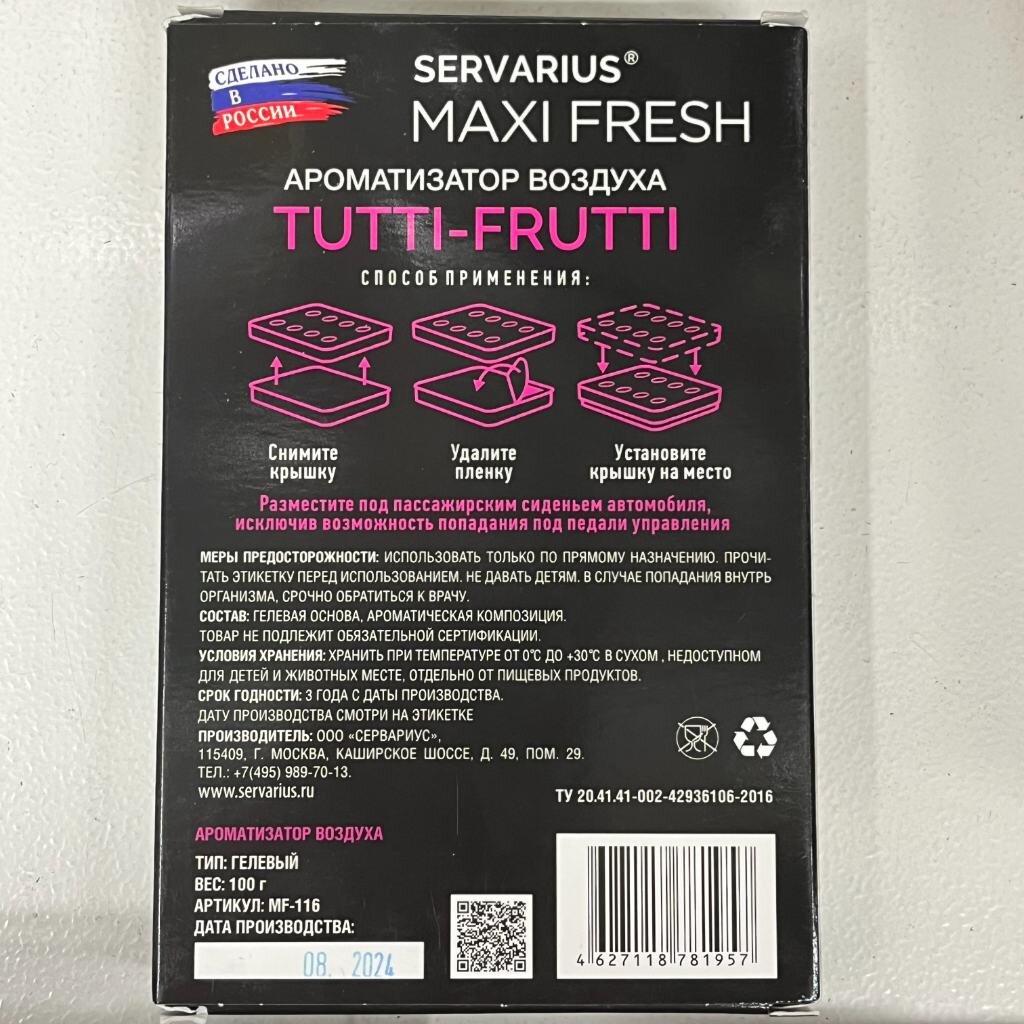 СДЕЛАНО
В
РОССИИ
SERVARIUS®
MAXI FRESH
АРОМАТИЗАТОР ВОЗДУХА
TUTTI-FRUTTI
СПОСОБ ПРИМЕНЕНИЯ:
Снимите
крышку
Удалите
пленку
Установите
крышку на место
Разместите под пассажирским сиденьем автомобиля,
исключив возможность попадания под педали управления
МЕРЫ ПРЕДОСТОРОЖНОСТИ: ИСПОЛЬЗОВАТЬ ТОЛЬКО ПО ПРЯМОМУ НАЗНАЧЕНИЮ. ПРОЧИ-
ТАТЬ ЭТИКЕТКУ ПЕРЕД ИСПОЛЬЗОВАНИЕМ. НЕ ДАВАТЬ ДЕТЯМ. В СЛУЧАЕ ПОПАДАНИЯ ВНУТРЬ
ОРГАНИЗМА, СРОЧНО ОБРАТИТЬСЯ К ВРАЧУ.
СОСТАВ: ГЕЛЕВАЯ ОСНОВА, АРОМАТИЧЕСКАЯ КОМПОЗИЦИЯ.
ТОВАР НЕ ПОДЛЕЖИТ ОБЯЗАТЕЛЬНОЙ СЕРТИФИКАЦИИ.
УСЛОВИЯ ХРАНЕНИЯ: ХРАНИТЬ ПРИ ТЕМПЕРАТУРЕ ОТ 0°С ДО +30°С В СУХОМ , НЕДОСТУПНОМ
ДЛЯ ДЕТЕЙ И ЖИВОТНЫХ МЕСТЕ, ОТДЕЛЬНО ОТ ПИЩЕВЫХ ПРОДУКТОВ.
СРОК ГОДНОСТИ: 3 ГОДА С ДАТЫ ПРОИЗВОДСТВА.
ДАТУ ПРОИЗВОДСТВА СМОТРИ НА ЭТИКЕТКЕ
ПРОИЗВОДИТЕЛЬ: ООО «СЕРВАРИУС»,
115409, Г. МОСКВА, КАШИРСКОЕ ШОССЕ, Д. 49, ПОМ. 29.
ТЕЛ.: +7(495) 989-70-13.
www.servarius.ru
ТУ 20.41.41-002-42936106-2016
АРОМАТИЗАТОР ВОЗДУХА
ТИП: ГЕЛЕВЫЙ
ВЕС: 100 г
АРТИКУЛ: MF-116
ДАТА ПРОИЗВОДСТВА:
08. 2024
4 627118 781957